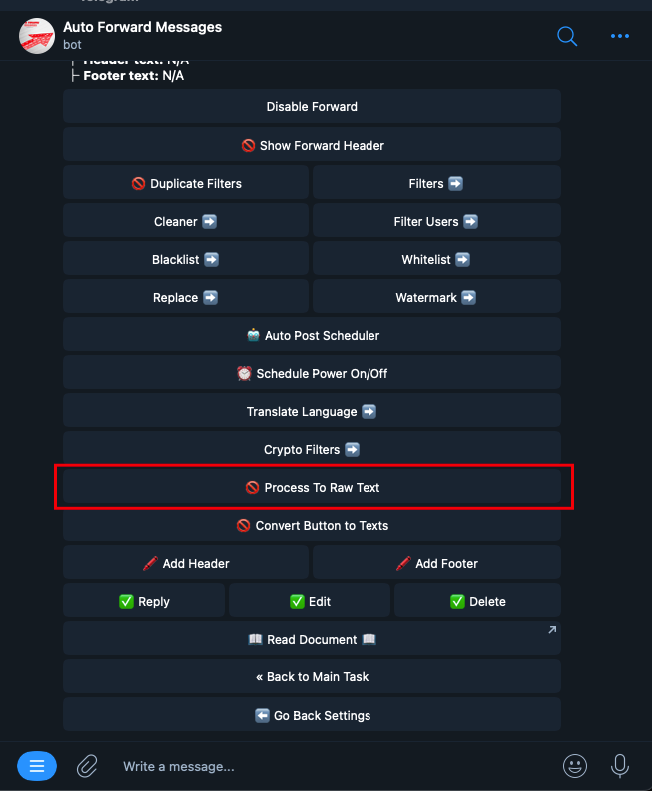 Telegram
Auto Forward Messages
bot
Header text: N/A
Footer text: N/A
Disable Forward
Show Forward Header
Duplicate Filters
Filters
Cleaner
Filter Users
Blacklist
Whitelist
Replace
Watermark
Auto Post Scheduler
Schedule Power On/Off
Translate Language
Crypto Filters
Process To Raw Text
Convert Button to Texts
Add Header
Add Footer
Reply
Edit
Delete
Read Document
« Back to Main Task
Go Back Settings
Write a message...